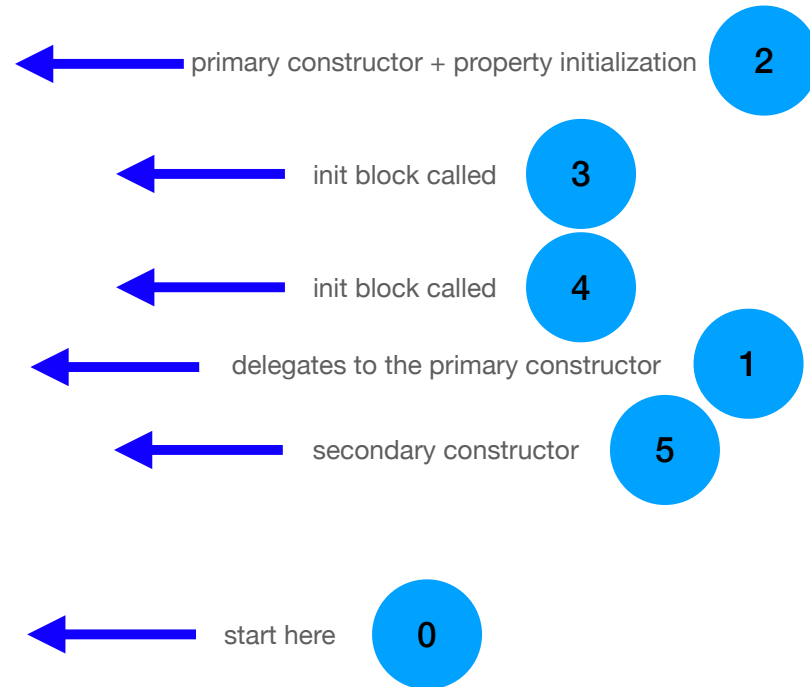 primary constructor + property initialization 2
init block called 3
init block called 4
delegates to the primary constructor 1
secondary constructor 5
start here 0